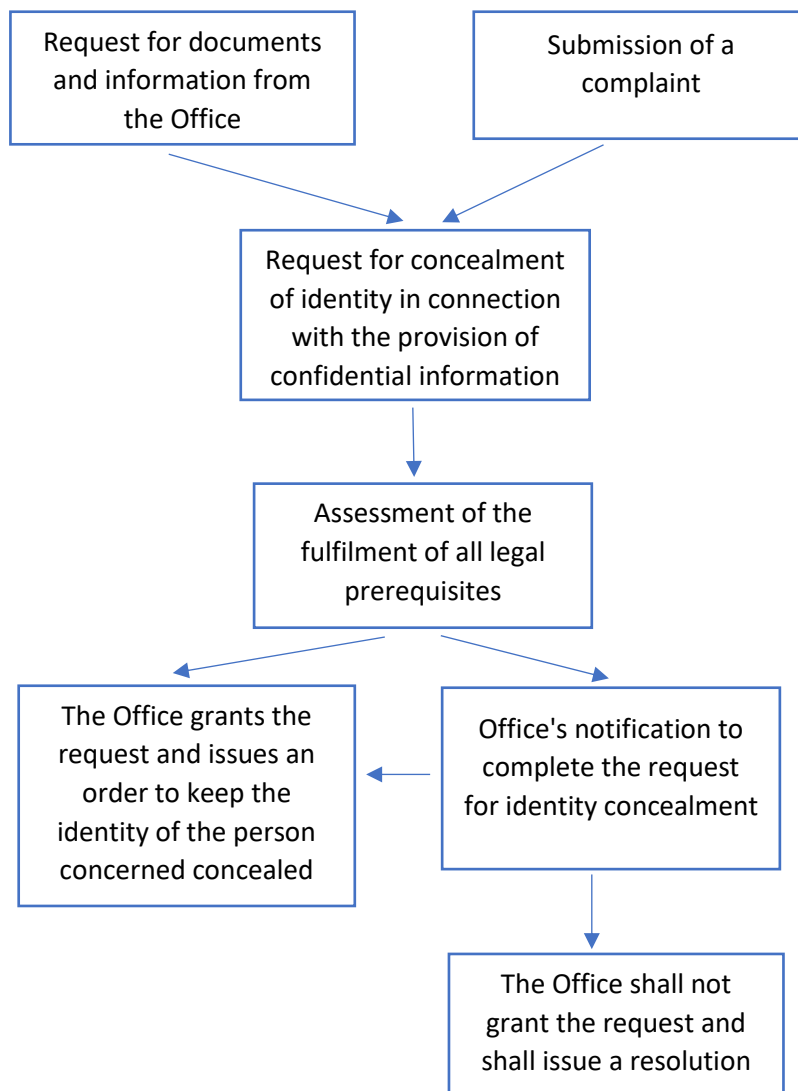 Request for documents
and information from
the Office
Submission of a
complaint
Request for concealment
of identity in connection
with the provision of
confidential information
Assessment of the
fulfilment of all legal
prerequisites
The Office grants the
request and issues an
order to keep the
identity of the person
concerned concealed
Office's notification to
complete the request
for identity concealment
The Office shall not
grant the request and
shall issue a resolution